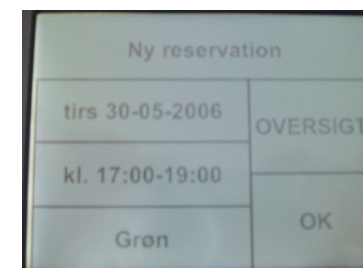 Ny reservation
tirs 30-05-2006
OVERSIGT
kl. 17:00-19:00
Grøn
OK